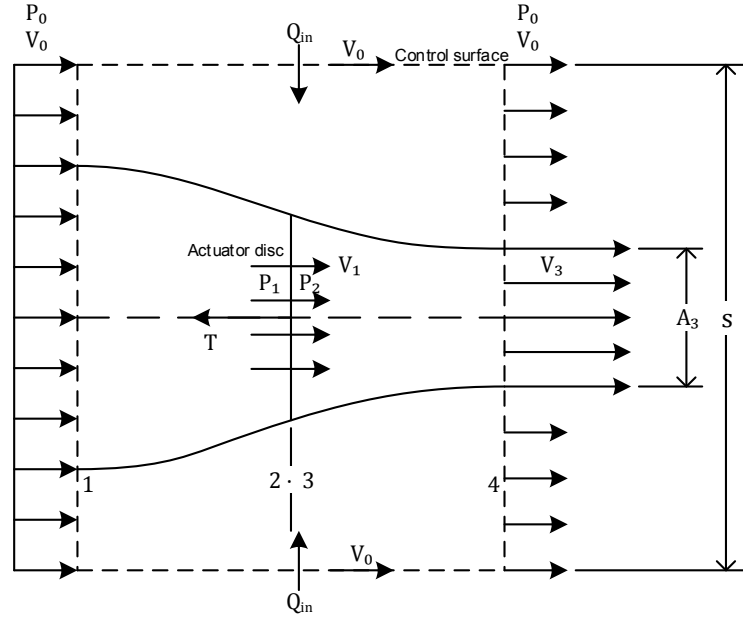 P₀
V₀
P₀
V₀
Qᵢₙ
V₀
Control surface
Actuator disc
P₁
P₂
V₁
V₃
T
A₃
S
1
2 · 3
4
V₀
Qᵢₙ